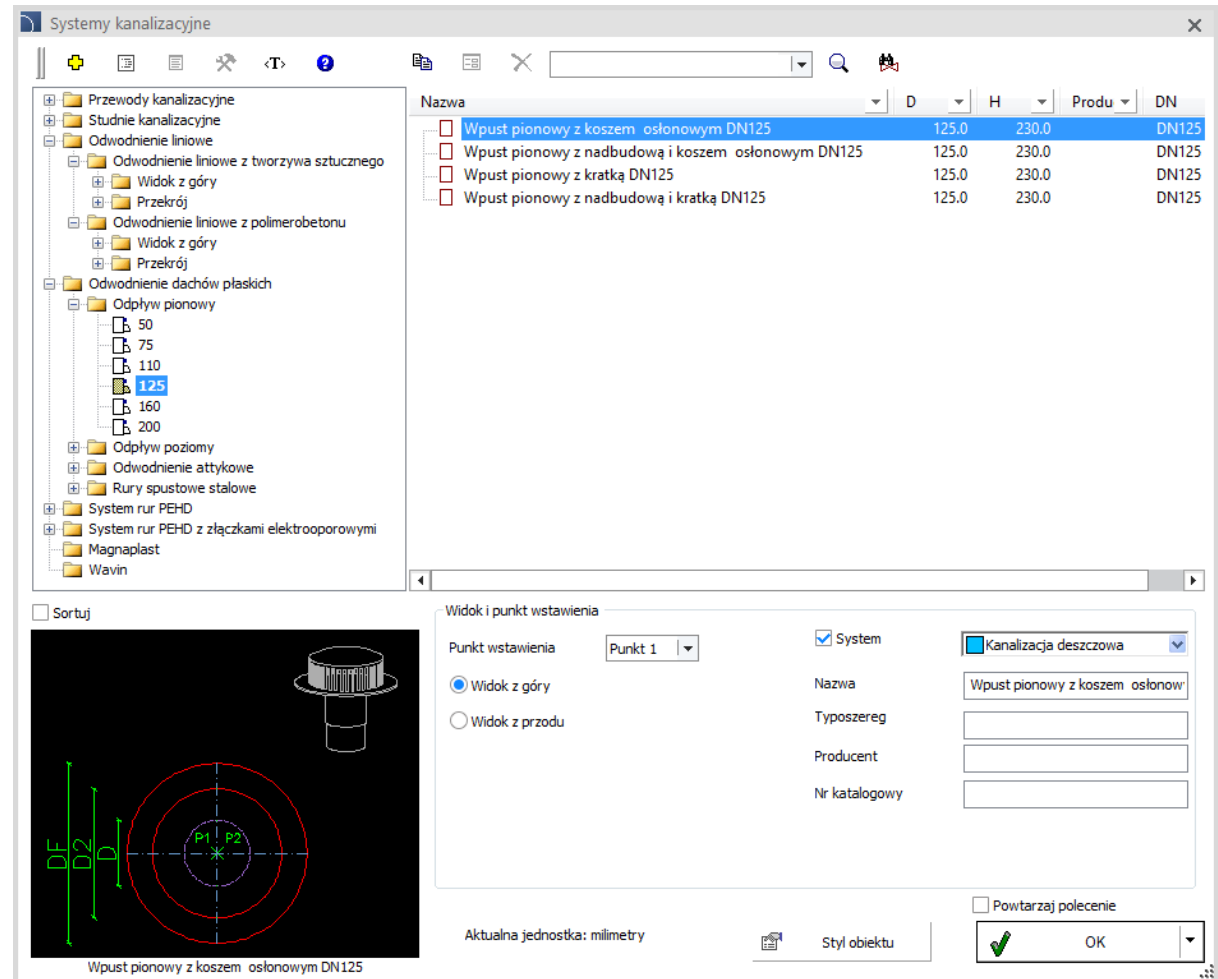 Systemy kanalizacyjne
<T>
Przewody kanalizacyjne
Studnie kanalizacyjne
Odwodnienie liniowe
Odwodnienie liniowe z tworzywa sztucznego
Widok z góry
Przekrój
Odwodnienie liniowe z polimerobetonu
Widok z góry
Przekrój
Odwodnienie dachów płaskich
Odpływ pionowy
50
75
110
125
160
200
Odpływ poziomy
Odwodnienie attykowe
Rury spustowe stalowe
System rur PEHD
System rur PEHD z złączkami elektrooporowymi
Magnaplast
Wavin
Nazwa D H Produ DN
Wpust pionowy z koszem osłonowym DN125 125.0 230.0 DN125
Wpust pionowy z nadbudową i koszem osłonowym DN125 125.0 230.0 DN125
Wpust pionowy z kratką DN125 125.0 230.0 DN125
Wpust pionowy z nadbudową i kratką DN125 125.0 230.0 DN125
Sortuj
DF
D2
D
P1 P2
Wpust pionowy z koszem osłonowym DN125
Widok i punkt wstawienia
Punkt wstawienia Punkt 1
Widok z góry
Widok z przodu
System Kanalizacja deszczowa
Nazwa Wpust pionowy z koszem osłonow
Typoszereg
Producent
Nr katalogowy
Powtarzaj polecenie
Aktualna jednostka: milimetry
Styl obiektu
OK